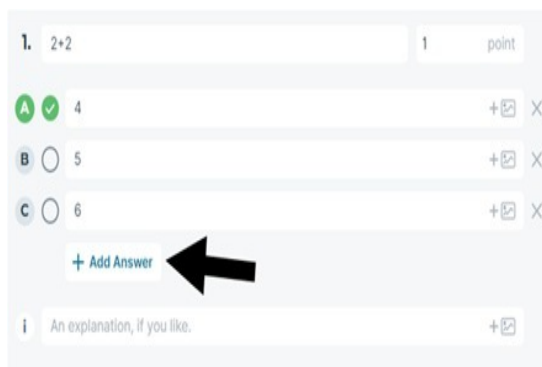 1. 2+2 1 point
A 4
B 5
C 6
+ Add Answer
i An explanation, if you like.